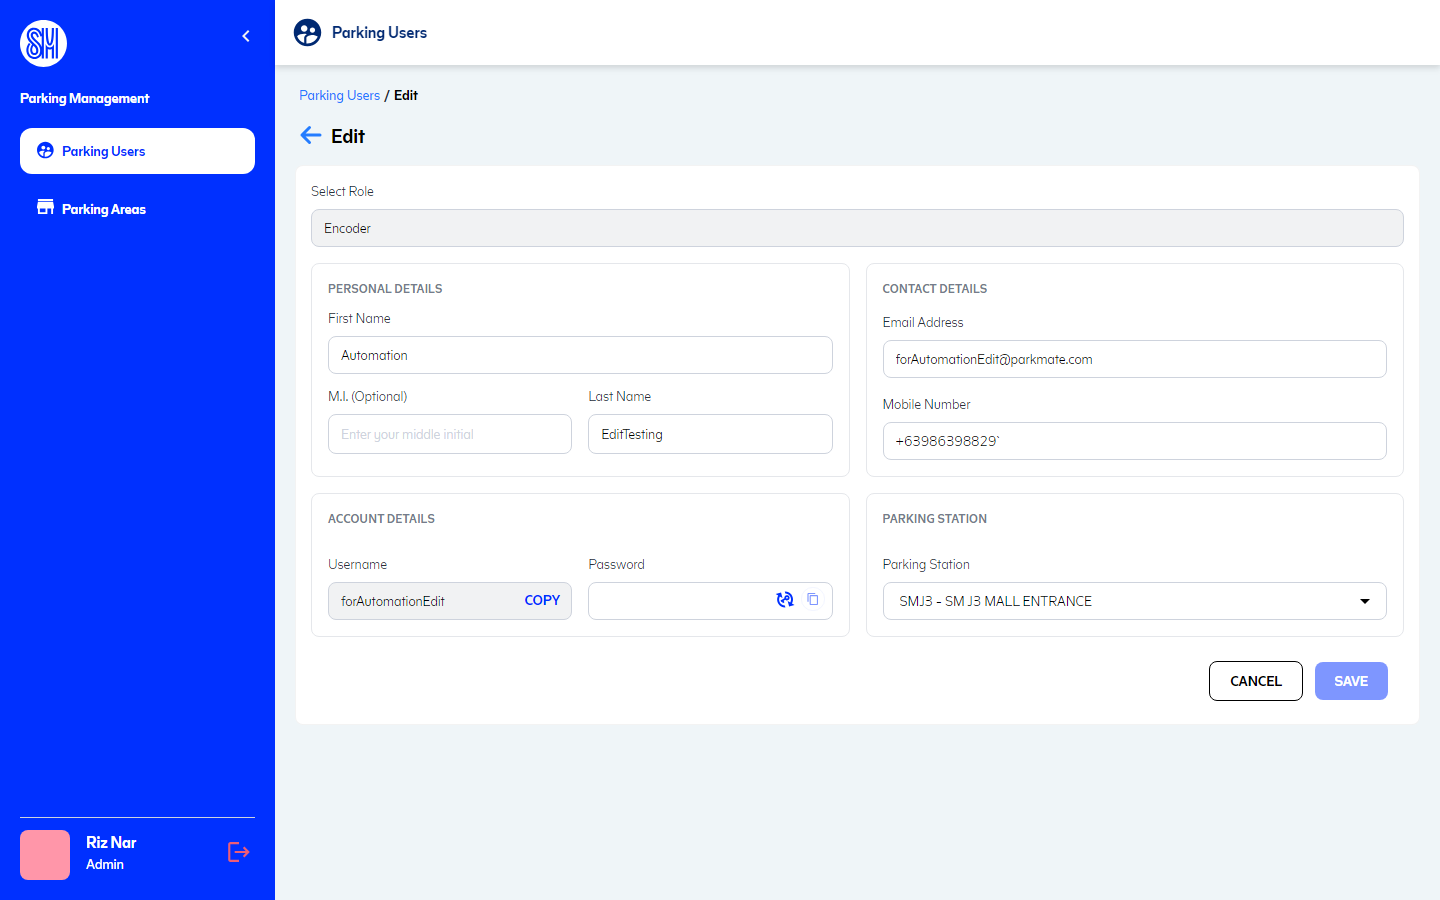 SM
Parking Management
Parking Users
Parking Areas
Riz Nar
Admin
Parking Users
Parking Users / Edit
Edit
Select Role
Encoder
PERSONAL DETAILS
First Name
Automation
M.I. (Optional)
Last Name
Enter your middle initial
EditTesting
CONTACT DETAILS
Email Address
forAutomationEdit@parkmate.com
Mobile Number
+63986398829`
ACCOUNT DETAILS
Username
Password
forAutomationEdit
COPY
PARKING STATION
Parking Station
SMJ3 - SM J3 MALL ENTRANCE
CANCEL
SAVE